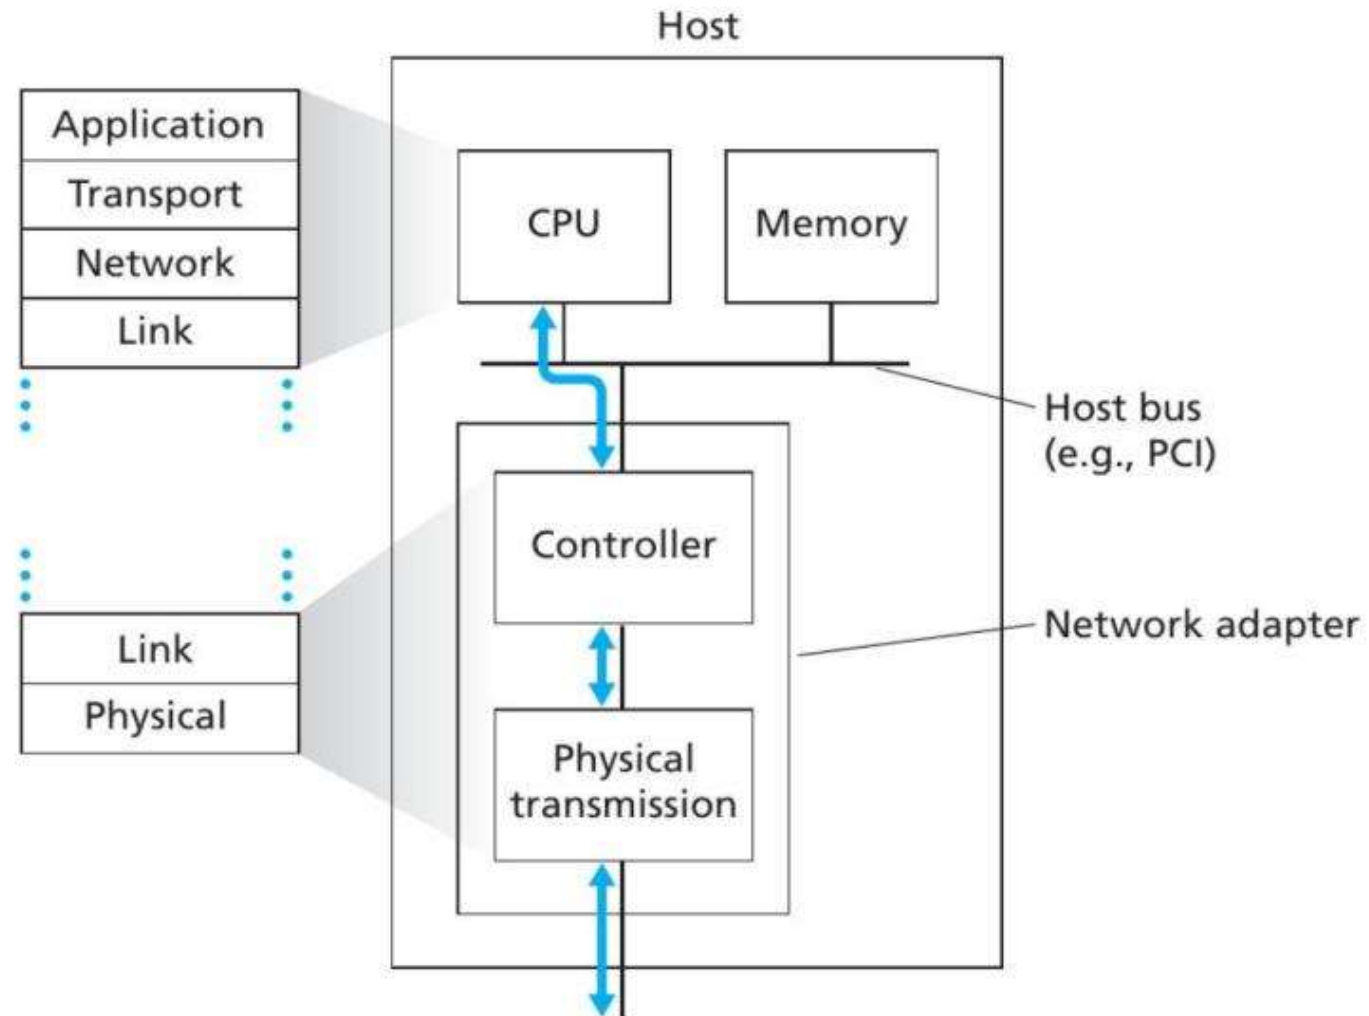 Host
Application
Transport
Network
Link
CPU
Memory
Host bus
(e.g., PCI)
Controller
Network adapter
Link
Physical
Physical
transmission